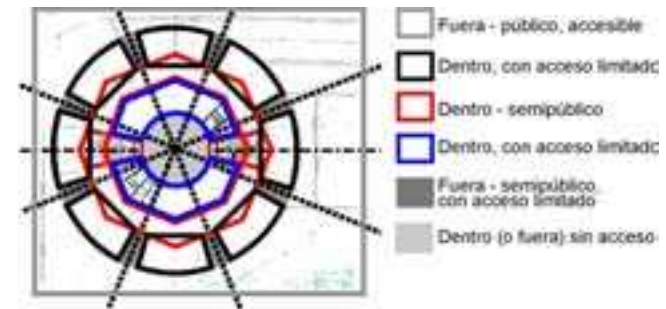 Fuera - público, accesible
Dentro, con acceso limitado
Dentro - semipúblico
Dentro, con acceso limitado
Fuera - semipúblico,
con acceso limitado
Dentro (o fuera) sin acceso